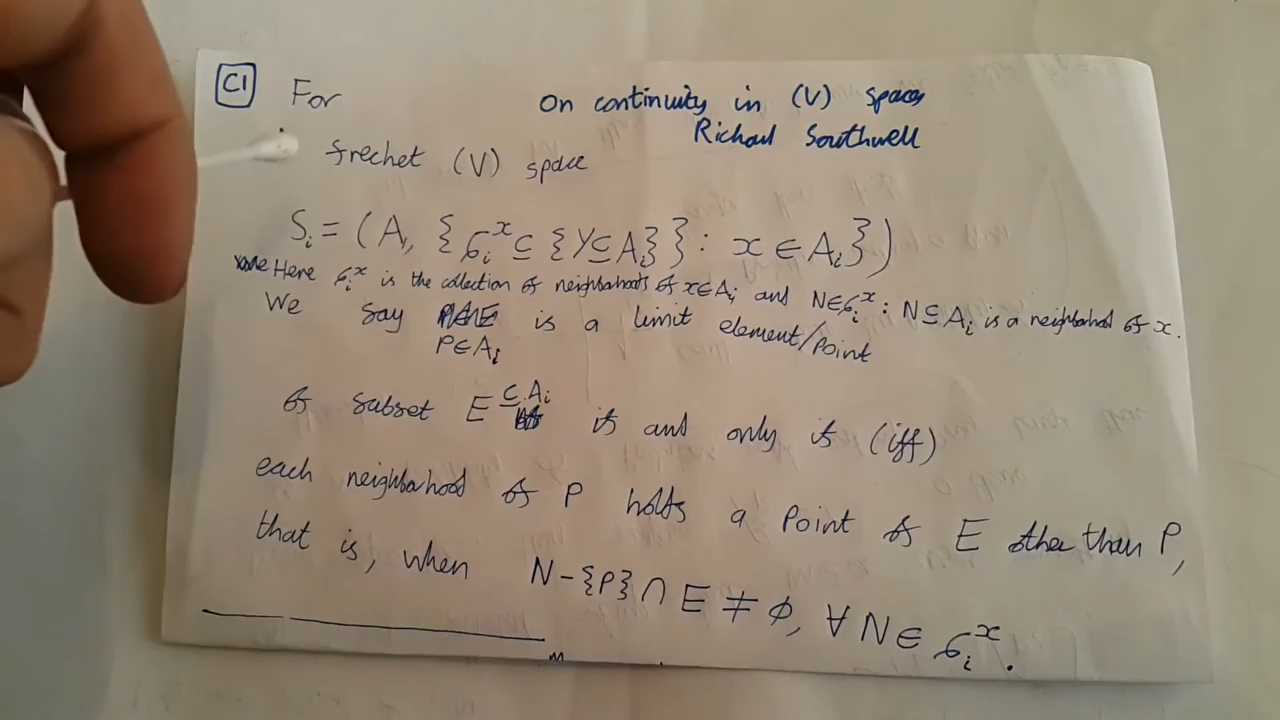 C1 For
On continuity in (V) spaces
Richard Southwell
frechet (V) space
Sᵢ = (A, {σᵢˣ ⊆ {Y⊆Aᵢ}} : x ∈ Aᵢ})
Here σᵢˣ is the collection of neighborhoods of x∈Aᵢ and N∈σᵢˣ : N⊆Aᵢ is a neighborhood of x.
We say is a limit element/point
P∈Aᵢ
of subset E ⊆Aᵢ if and only if (iff)
each neighborhood of P holds a point of E other than P,
that is, when N-{P} ∩ E ≠ ϕ, ∀ N ∈ σᵢˣ.